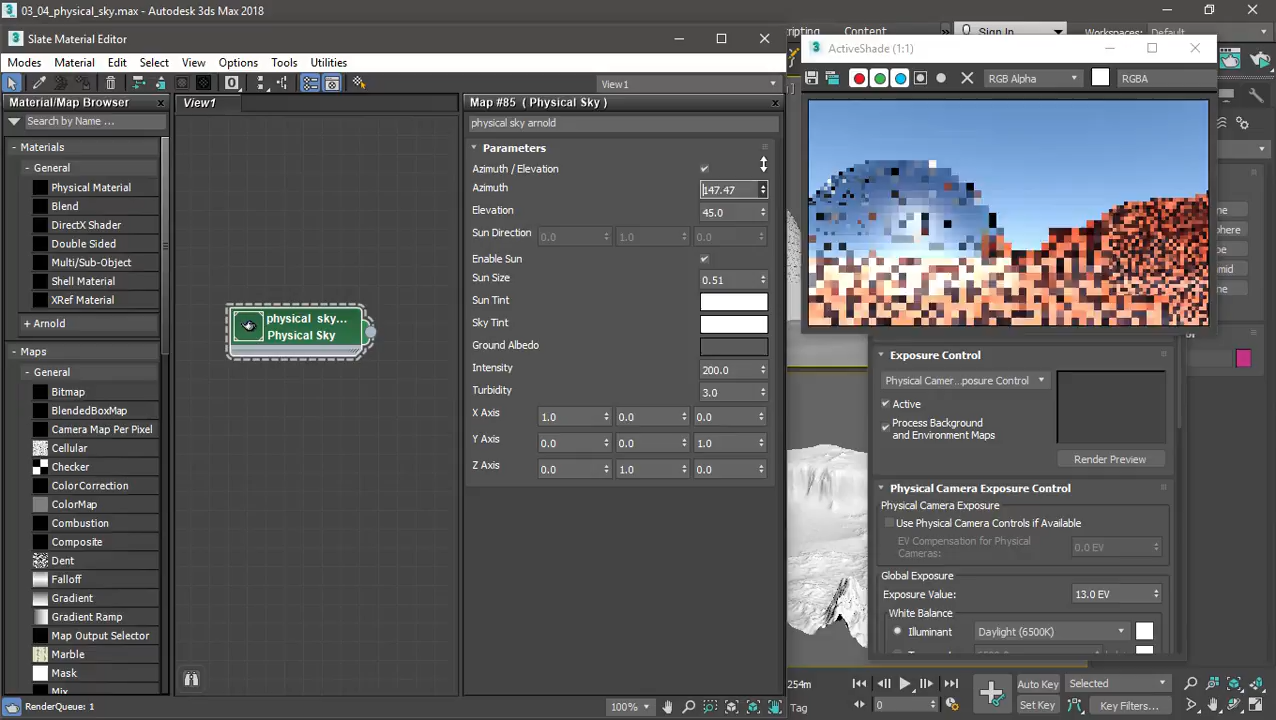 03_04_physical_sky.max - Autodesk 3ds Max 2018
Slate Material Editor
Modes Material Edit Select View Options Tools Utilities
View1
Material/Map Browser
Search by Name ...
Materials
General
Physical Material
Blend
DirectX Shader
Double Sided
Multi/Sub-Object
Shell Material
XRef Material
+ Arnold
Maps
General
Bitmap
BlendedBoxMap
Camera Map Per Pixel
Cellular
Checker
ColorCorrection
ColorMap
Combustion
Composite
Dent
Falloff
Gradient
Gradient Ramp
Map Output Selector
Marble
Mask
Mix
RenderQueue: 1
View1
physical sky...
Physical Sky
100%
Map #85 ( Physical Sky )
physical sky arnold
Parameters
Azimuth / Elevation
Azimuth 147.47
Elevation 45.0
Sun Direction 0.0 1.0 0.0
Enable Sun
Sun Size 0.51
Sun Tint
Sky Tint
Ground Albedo
Intensity 200.0
Turbidity 3.0
X Axis 1.0 0.0 0.0
Y Axis 0.0 0.0 1.0
Z Axis 0.0 1.0 0.0
Content
Sign In
Workspaces: Default
ActiveShade (1:1)
RGB Alpha RGBA
Exposure Control
Physical Camer...posure Control
Active
Process Background
and Environment Maps
Render Preview
Physical Camera Exposure Control
Physical Camera Exposure
Use Physical Camera Controls if Available
EV Compensation for Physical
Cameras: 0.0 EV
Global Exposure
Exposure Value: 13.0 EV
White Balance
Illuminant Daylight (6500K)
254m
Tag
0
Auto Key Selected
Set Key Key Filters...